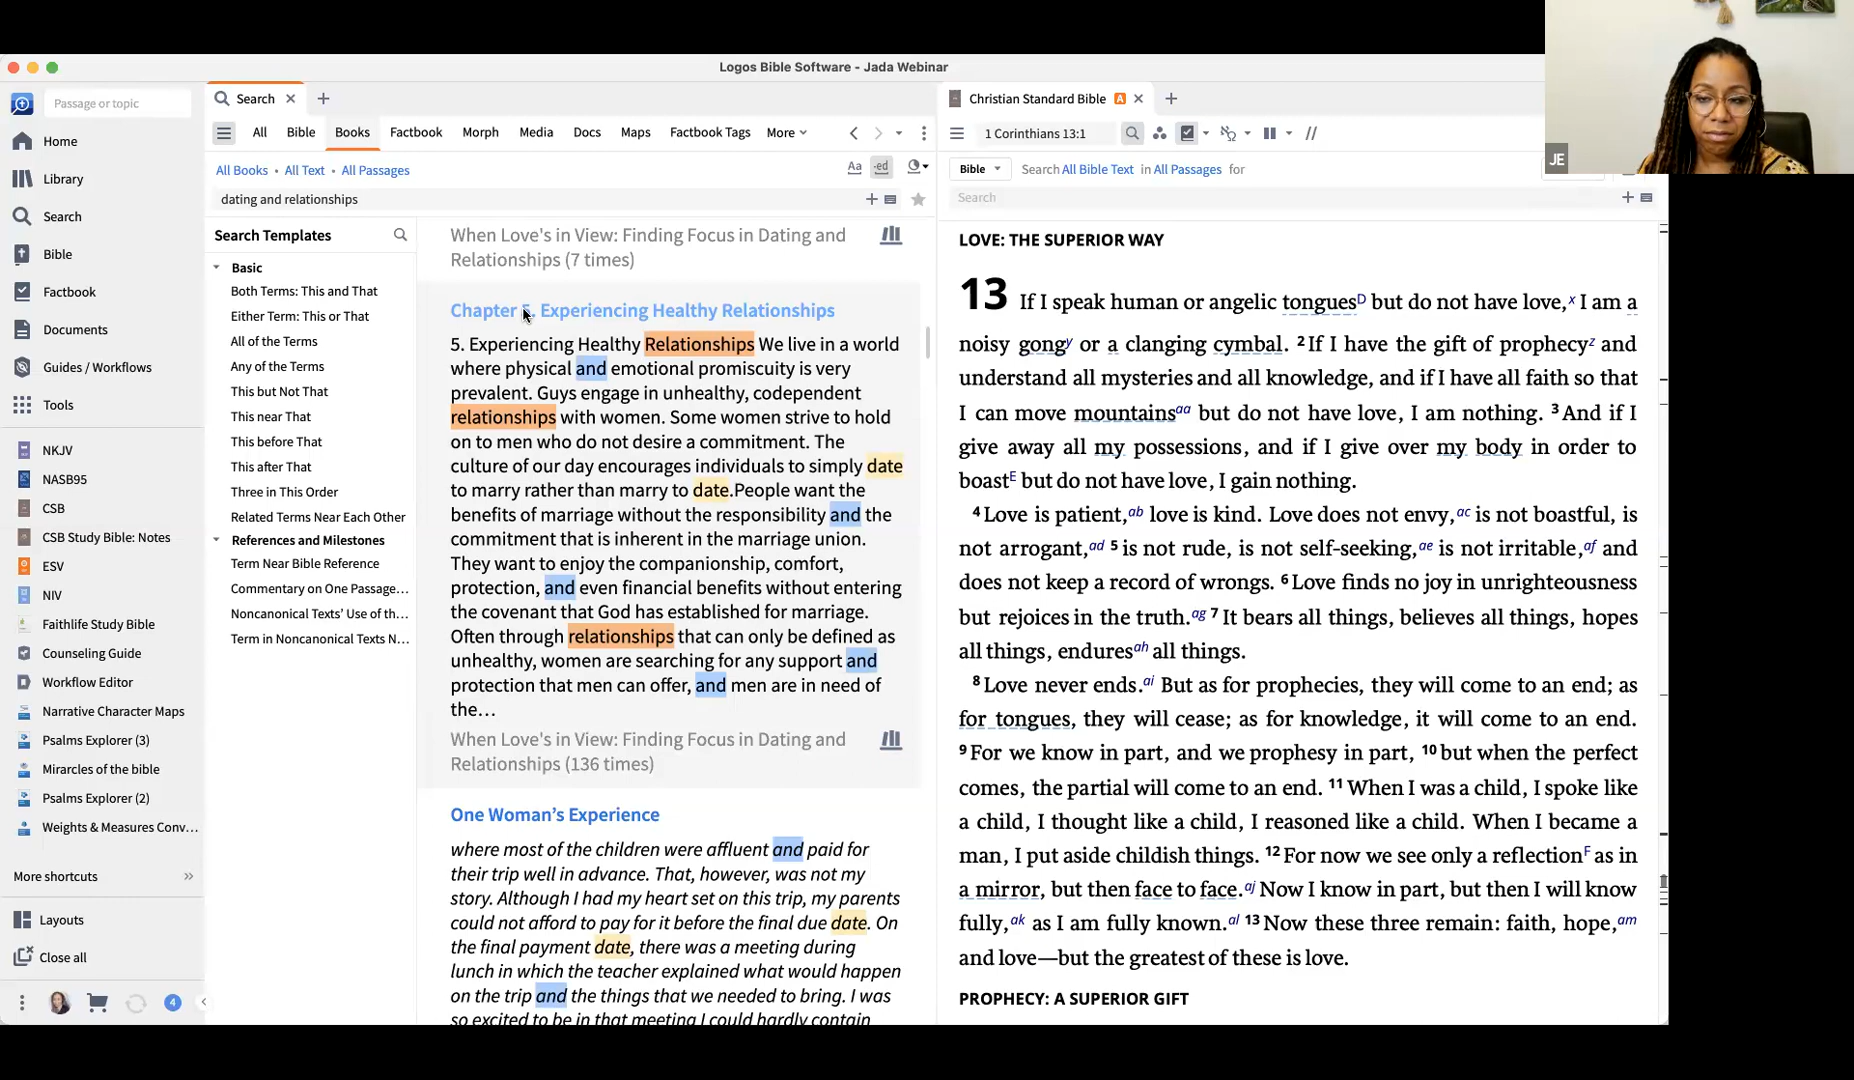 Logos Bible Software - Jada Webinar
Passage or topic
Home
Library
Search
Bible
Factbook
Documents
Guides / Workflows
Tools
NKJV
NASB95
CSB
CSB Study Bible: Notes
ESV
NIV
Faithlife Study Bible
Counseling Guide
Workflow Editor
Narrative Character Maps
Psalms Explorer (3)
Mirarcles of the bible
Psalms Explorer (2)
Weights & Measures Conv...
More shortcuts
Layouts
Close all
4
Search
All Bible Books Factbook Morph Media Docs Maps Factbook Tags More
All Books • All Text • All Passages
Aa ·ed
dating and relationships
Search Templates
Basic
Both Terms: This and That
Either Term: This or That
All of the Terms
Any of the Terms
This but Not That
This near That
This before That
This after That
Three in This Order
Related Terms Near Each Other
References and Milestones
Term Near Bible Reference
Commentary on One Passage...
Noncanonical Texts’ Use of th...
Term in Noncanonical Texts N...
When Love's in View: Finding Focus in Dating and
Relationships (7 times)
Chapter 5. Experiencing Healthy Relationships
5. Experiencing Healthy Relationships We live in a world
where physical and emotional promiscuity is very
prevalent. Guys engage in unhealthy, codependent
relationships with women. Some women strive to hold
on to men who do not desire a commitment. The
culture of our day encourages individuals to simply date
to marry rather than marry to date.People want the
benefits of marriage without the responsibility and the
commitment that is inherent in the marriage union.
They want to enjoy the companionship, comfort,
protection, and even financial benefits without entering
the covenant that God has established for marriage.
Often through relationships that can only be defined as
unhealthy, women are searching for any support and
protection that men can offer, and men are in need of
the…
When Love's in View: Finding Focus in Dating and
Relationships (136 times)
One Woman’s Experience
where most of the children were affluent and paid for
their trip well in advance. That, however, was not my
story. Although I had my heart set on this trip, my parents
could not afford to pay for it before the final due date. On
the final payment date, there was a meeting during
lunch in which the teacher explained what would happen
on the trip and the things that we needed to bring. I was
so excited to be in that meeting I could hardly contain
Christian Standard Bible A
1 Corinthians 13:1
Bible Search All Bible Text in All Passages for
Search
LOVE: THE SUPERIOR WAY
13 If I speak human or angelic tonguesD but do not have love,x I am a
noisy gongy or a clanging cymbal. 2 If I have the gift of prophecyz and
understand all mysteries and all knowledge, and if I have all faith so that
I can move mountainsaa but do not have love, I am nothing. 3 And if I
give away all my possessions, and if I give over my body in order to
boastE but do not have love, I gain nothing.
4 Love is patient,ab love is kind. Love does not envy,ac is not boastful, is
not arrogant,ad 5 is not rude, is not self-seeking,ae is not irritable,af and
does not keep a record of wrongs. 6 Love finds no joy in unrighteousness
but rejoices in the truth.ag 7 It bears all things, believes all things, hopes
all things, enduresah all things.
8 Love never ends.ai But as for prophecies, they will come to an end; as
for tongues, they will cease; as for knowledge, it will come to an end.
9 For we know in part, and we prophesy in part, 10 but when the perfect
comes, the partial will come to an end. 11 When I was a child, I spoke like
a child, I thought like a child, I reasoned like a child. When I became a
man, I put aside childish things. 12 For now we see only a reflectionF as in
a mirror, but then face to face.aj Now I know in part, but then I will know
fully,ak as I am fully known.al 13 Now these three remain: faith, hope,am
and love—but the greatest of these is love.
PROPHECY: A SUPERIOR GIFT
JE